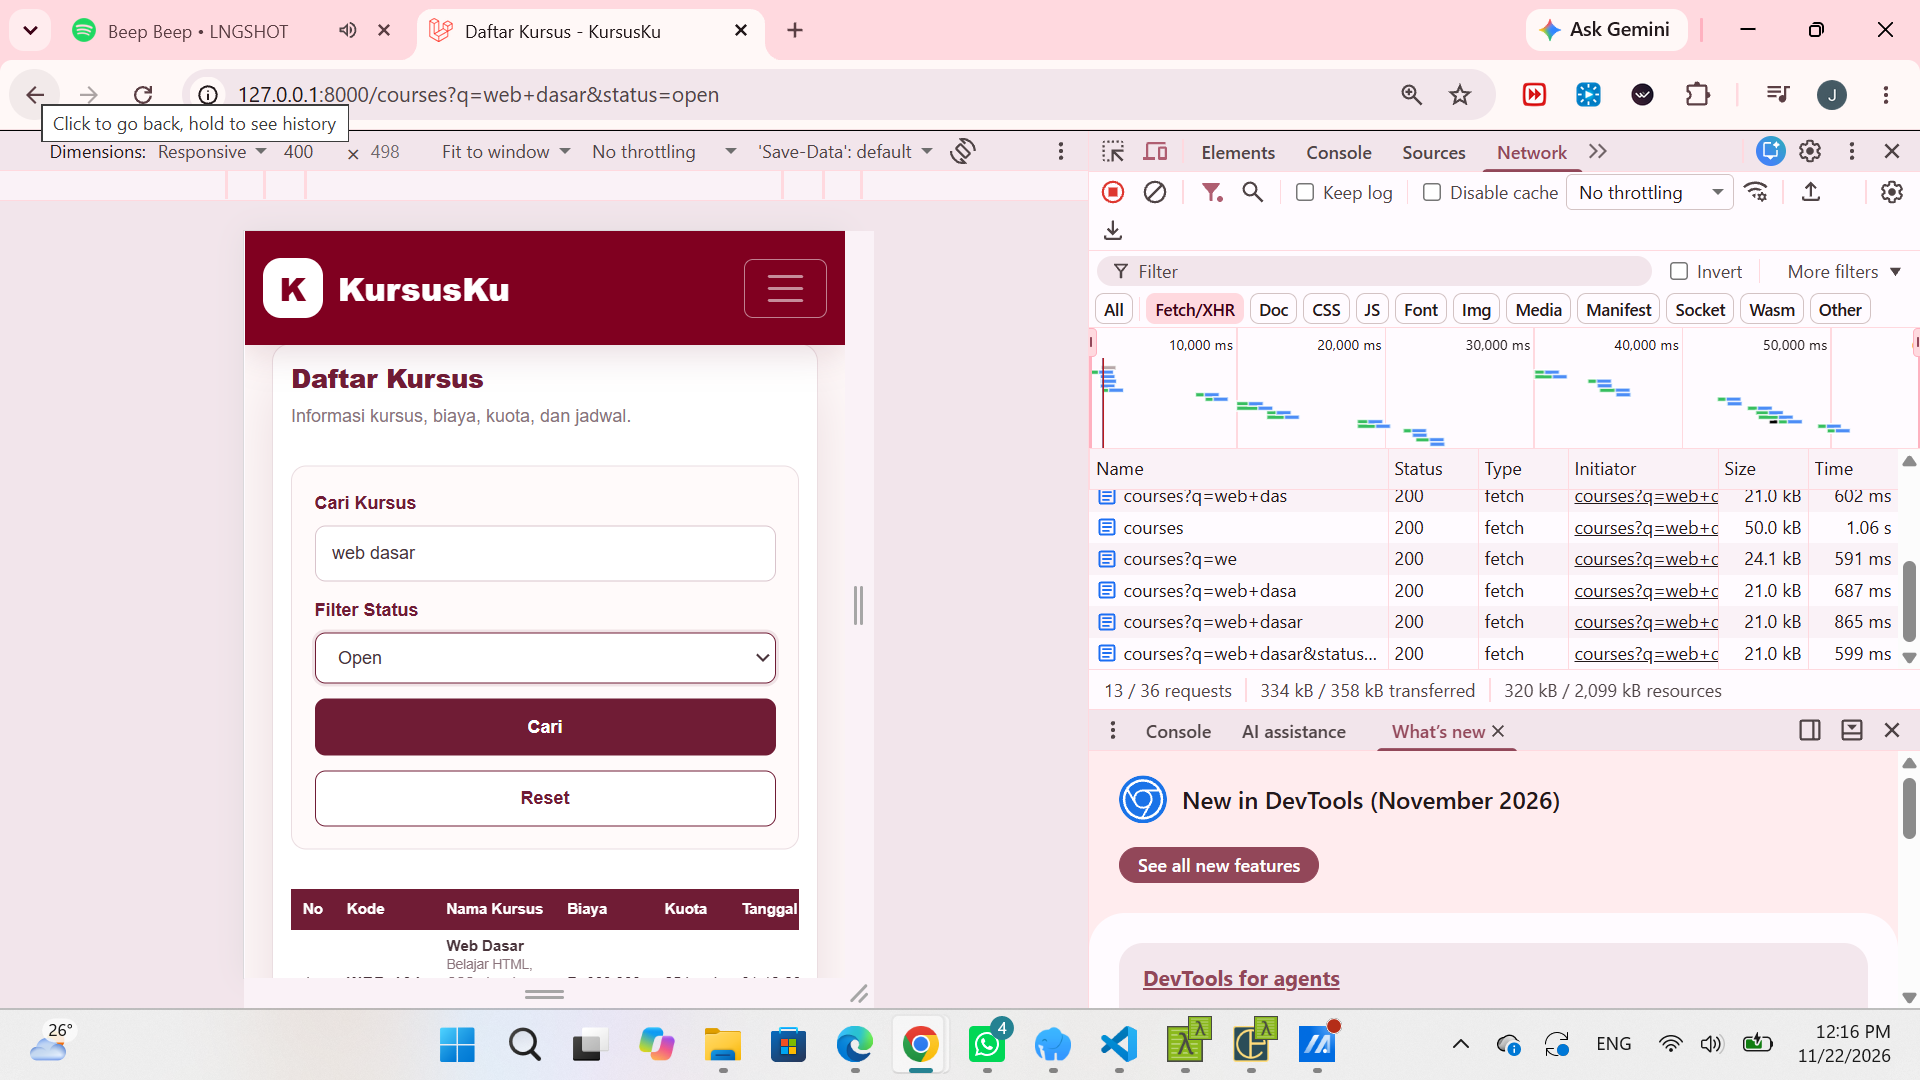 Beep Beep • LNGSHOT
Daftar Kursus - KursusKu
Ask Gemini
127.0.0.1:8000/courses?q=web+dasar&status=open
J
Click to go back, hold to see history
Dimensions: Responsive 400 × 498 Fit to window No throttling 'Save-Data': default
Elements Console Sources Network
Keep log Disable cache No throttling
Filter Invert More filters
All Fetch/XHR Doc CSS JS Font Img Media Manifest Socket Wasm Other
10,000 ms 20,000 ms 30,000 ms 40,000 ms 50,000 ms
Name Status Type Initiator Size Time
courses?q=web+das 200 fetch courses?q=web+c 21.0 kB 602 ms
courses 200 fetch courses?q=web+c 50.0 kB 1.06 s
courses?q=we 200 fetch courses?q=web+c 24.1 kB 591 ms
courses?q=web+dasa 200 fetch courses?q=web+c 21.0 kB 687 ms
courses?q=web+dasar 200 fetch courses?q=web+c 21.0 kB 865 ms
courses?q=web+dasar&status... 200 fetch courses?q=web+c 21.0 kB 599 ms
13 / 36 requests 334 kB / 358 kB transferred 320 kB / 2,099 kB resources
Console AI assistance What's new
New in DevTools (November 2026)
See all new features
DevTools for agents
K KursusKu
Daftar Kursus
Informasi kursus, biaya, kuota, dan jadwal.
Cari Kursus
web dasar
Filter Status
Open
Cari
Reset
No Kode Nama Kursus Biaya Kuota Tanggal
Web Dasar
Belajar HTML,
26°
4
ENG
12:16 PM
11/22/2026